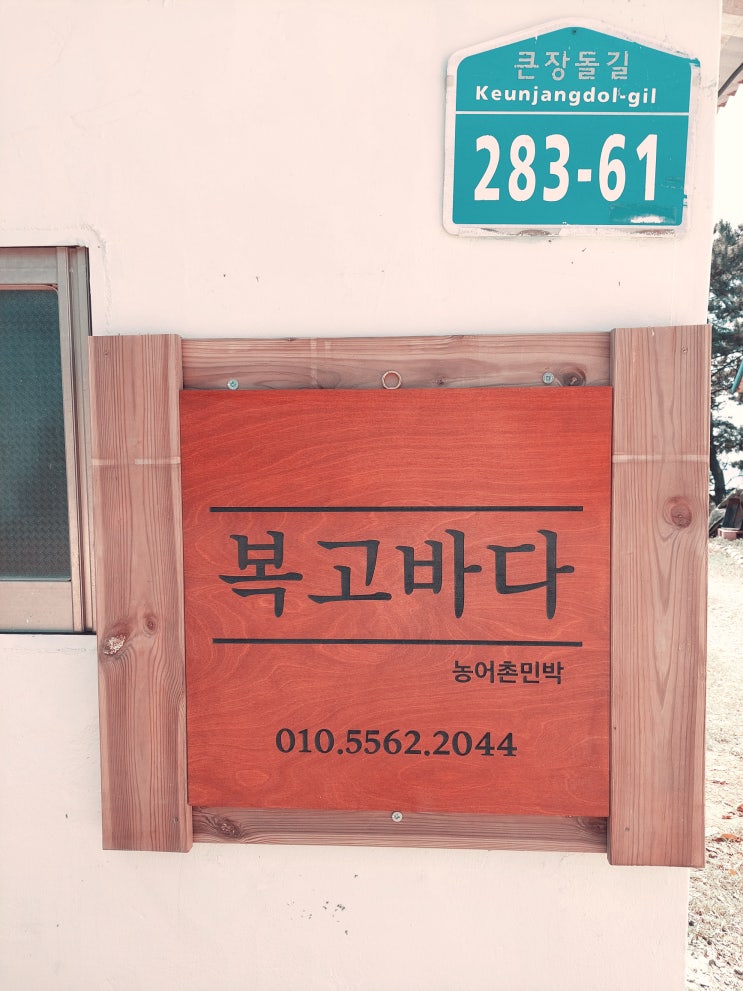 큰장돌길
Keunjangdol-gil
283-61
복고바다
농어촌민박
010.5562.2044